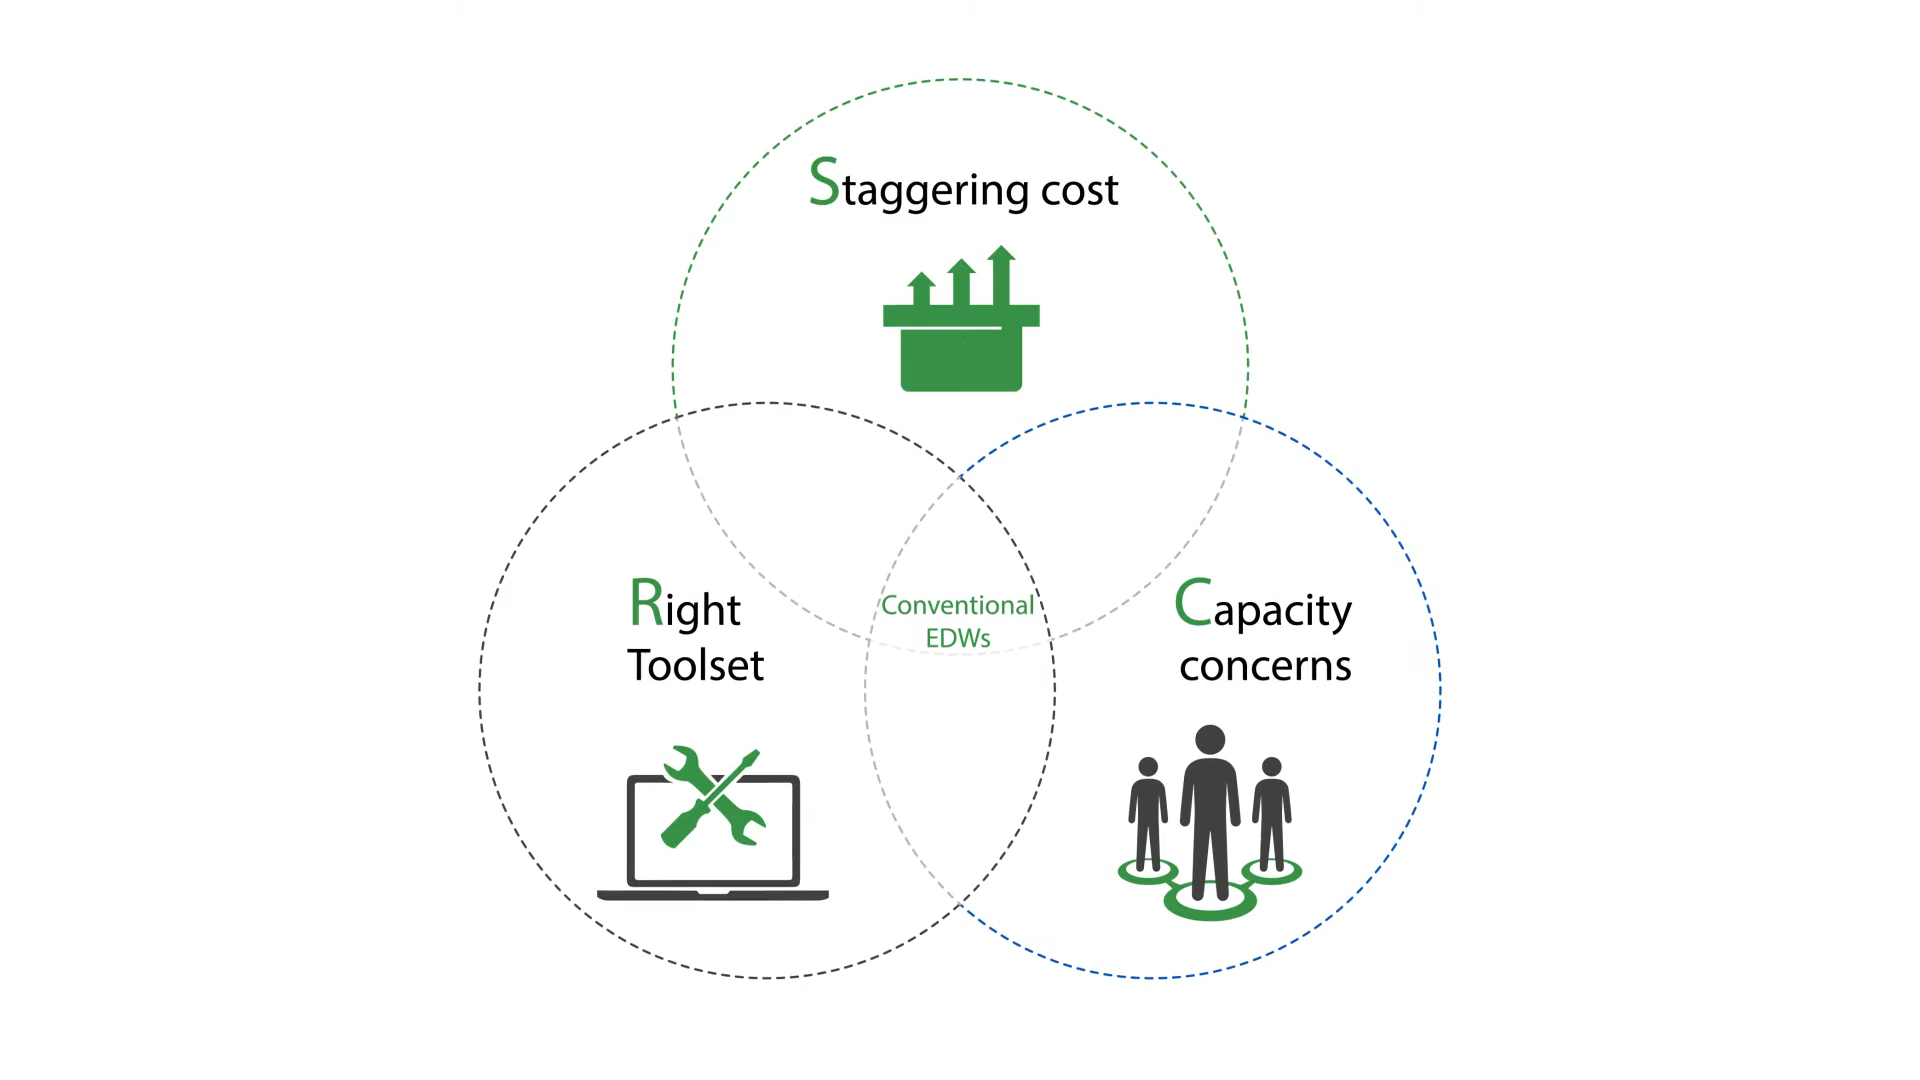 Staggering cost
Conventional
EDWs
Right
Toolset
Capacity
concerns